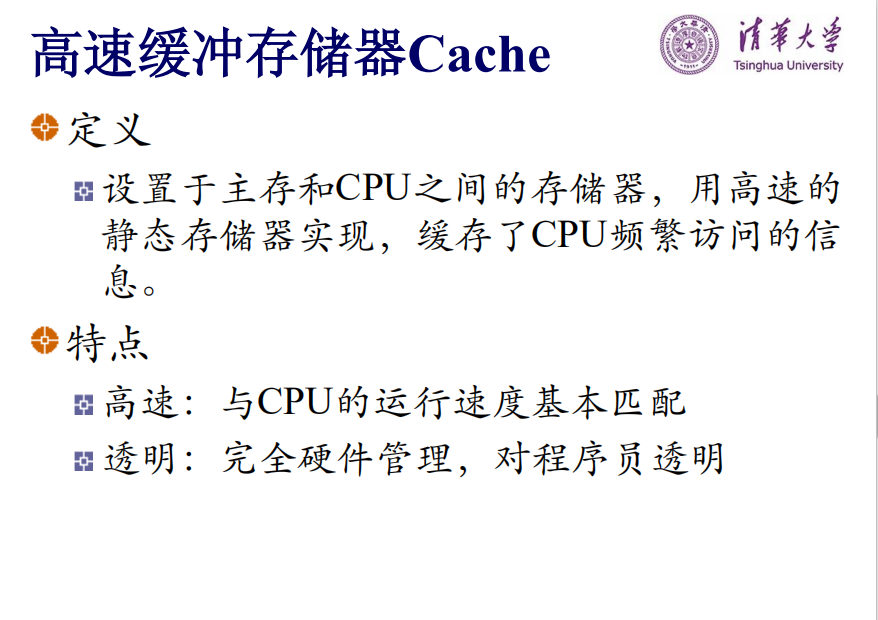 高速缓冲存储器Cache
清華大学
Tsinghua University
定义
设置于主存和CPU之间的存储器，用高速的
静态存储器实现，缓存了CPU频繁访问的信
息。
特点
高速：与CPU的运行速度基本匹配
透明：完全硬件管理，对程序员透明